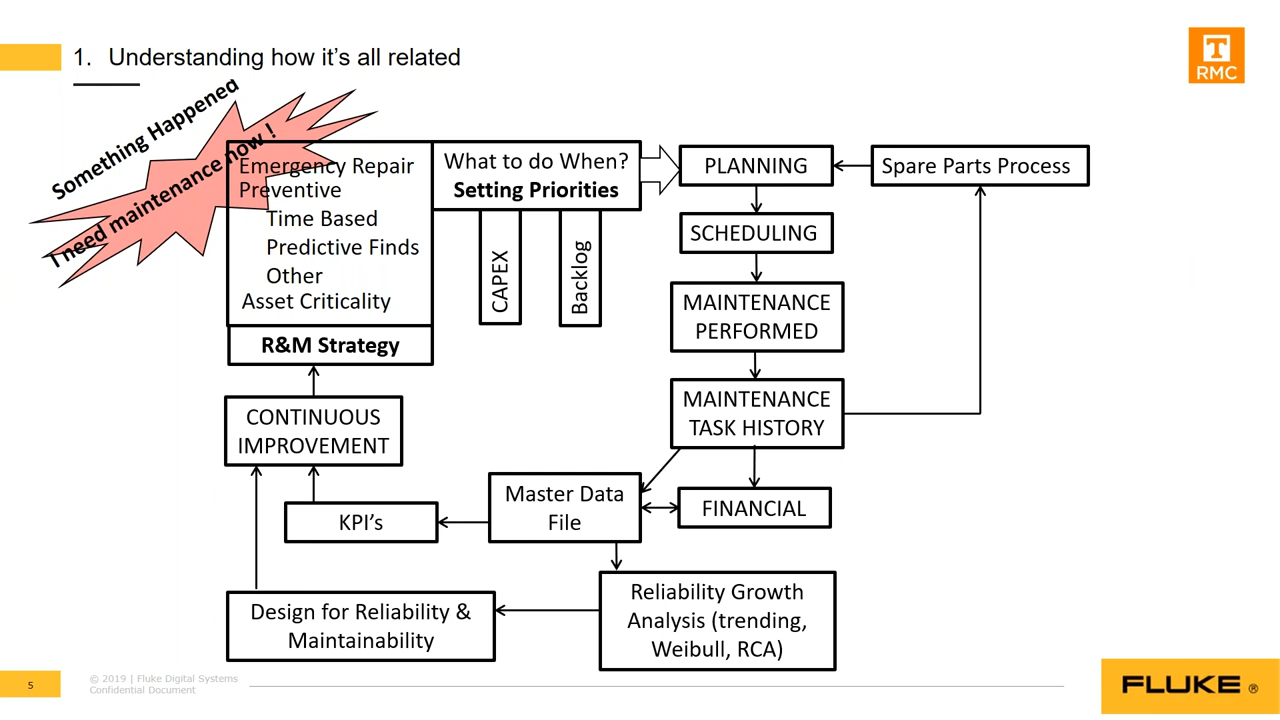 1. Understanding how it's all related
T
RMC
Something Happened
I need maintenance now !
Emergency Repair
Preventive
Time Based
Predictive Finds
Other
Asset Criticality
R&M Strategy
What to do When?
Setting Priorities
CAPEX
Backlog
PLANNING
Spare Parts Process
SCHEDULING
MAINTENANCE
PERFORMED
MAINTENANCE
TASK HISTORY
CONTINUOUS
IMPROVEMENT
Master Data
File
FINANCIAL
KPI's
Reliability Growth
Analysis (trending,
Weibull, RCA)
Design for Reliability &
Maintainability
5
© 2019 | Fluke Digital Systems
Confidential Document
FLUKE ®